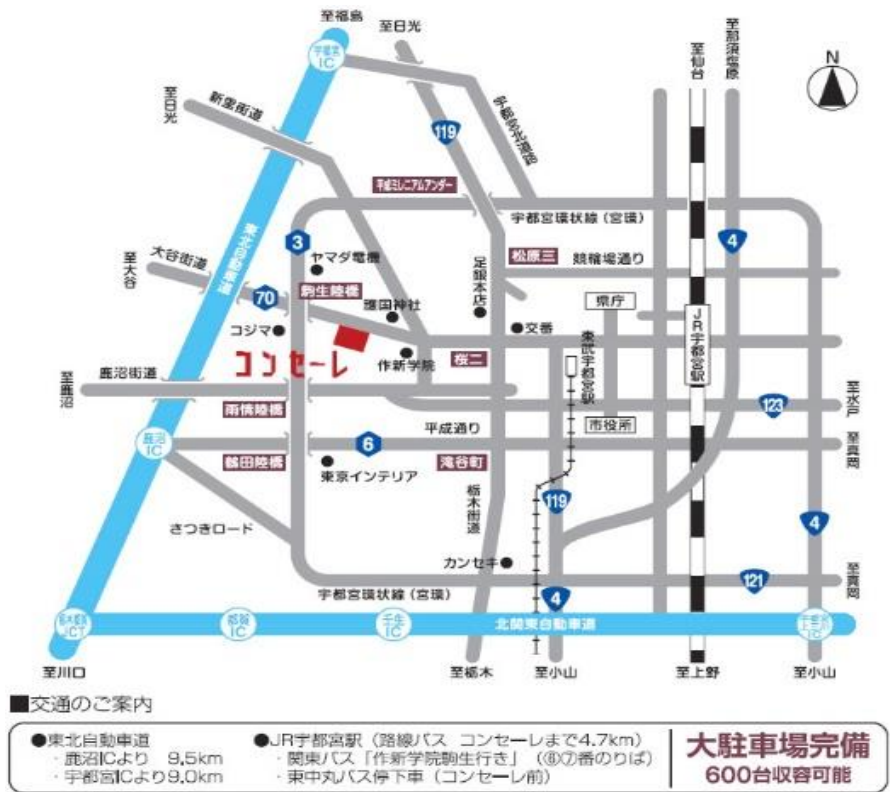 至福島
至日光
至仙台
至那須塩原
N
宇都宮IC
至日光
新里街道
119
宇都宮北道路
平成ミレニアムアンダー
宇都宮環状線(宮環)
3
4
東北自動車道
ヤマダ電機
松原三
競輪場通り
至大谷
大谷街道
足銀本店
70
駒生陸橋
護国神社
県庁
JR宇都宮駅
コジマ
交番
東武宇都宮駅
コンセーレ
作新学院
桜二
至鹿沼
鹿沼街道
至水戸
雨情陸橋
123
平成通り
市役所
鹿沼IC
6
至真岡
鶴田陸橋
滝谷町
東京インテリア
栃木街道
119
さつきロード
4
カンセキ
宇都宮環状線(宮環)
121
至真岡
4
都賀IC
壬生IC
北関東自動車道
至川口
至栃木
至小山
至上野
至小山
■交通のご案内
●東北自動車道
・鹿沼ICより 9.5km
・宇都宮ICより9.0km
●JR宇都宮駅(路線バス コンセーレまで4.7km)
・関東バス「作新学院駒生行き」(⑥⑦番のりば)
・東中丸バス停下車(コンセーレ前)
大駐車場完備
600台収容可能